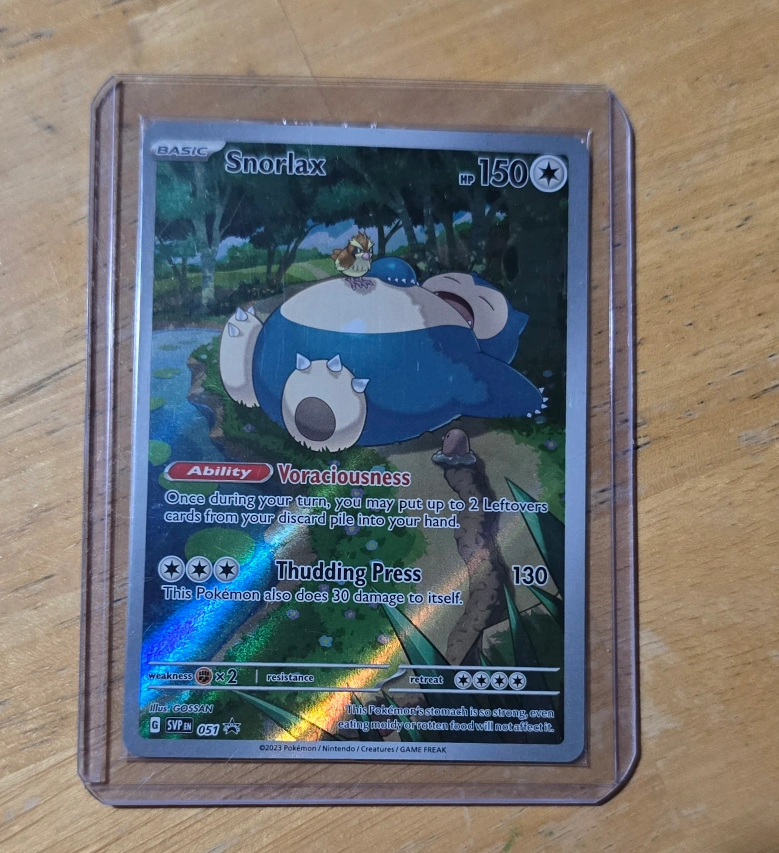 BASIC
Snorlax
HP 150
Ability Voraciousness
Once during your turn, you may put up to 2 Leftovers
cards from your discard pile into your hand.
Thudding Press 130
This Pokémon also does 30 damage to itself.
weakness ×2 resistance retreat
Illus. GOSSAN
This Pokémon's stomach is so strong, even
eating moldy or rotten food will not affect it.
G SVP EN 051
©2023 Pokémon / Nintendo / Creatures / GAME FREAK